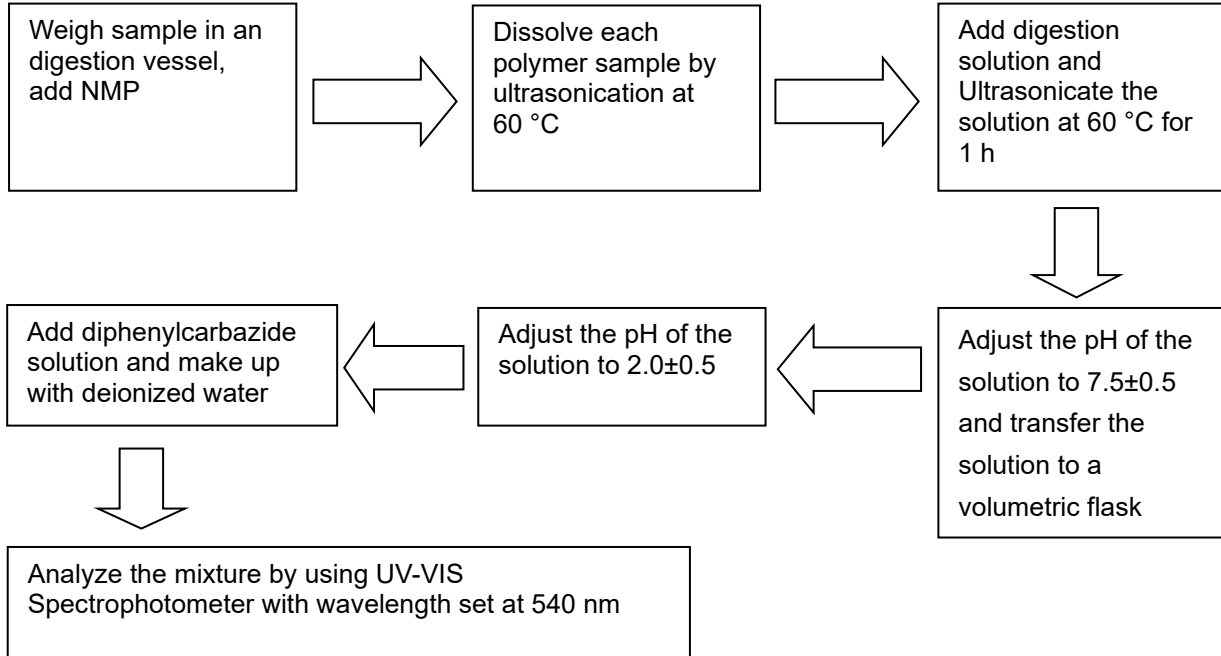 Weigh sample in an
digestion vessel,
add NMP
Dissolve each
polymer sample by
ultrasonication at
60 °C
Add digestion
solution and
Ultrasonicate the
solution at 60 °C for
1 h
Adjust the pH of the
solution to 7.5±0.5
and transfer the
solution to a
volumetric flask
Adjust the pH of the
solution to 2.0±0.5
Add diphenylcarbazide
solution and make up
with deionized water
Analyze the mixture by using UV-VIS
Spectrophotometer with wavelength set at 540 nm